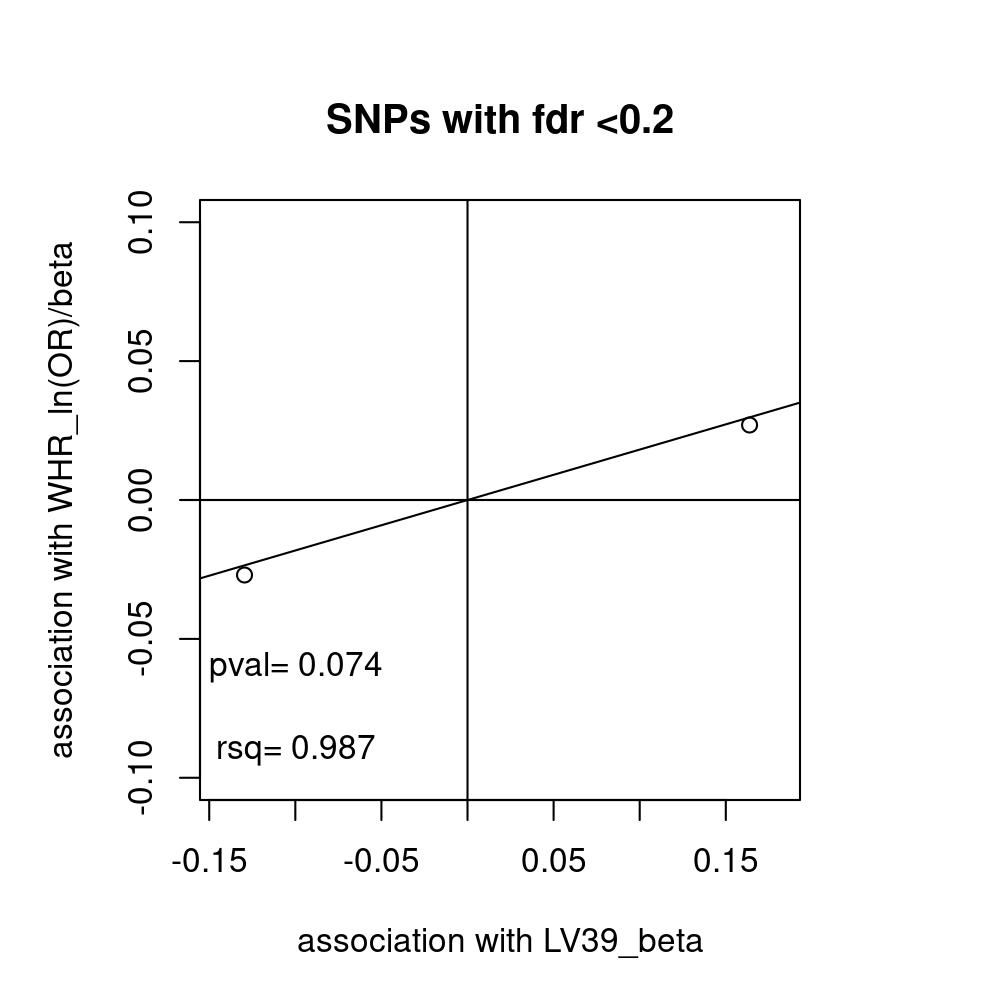 SNPs with fdr <0.2
association with WHR_ln(OR)/beta
0.10
0.05
0.00
-0.05
-0.10
pval= 0.074
rsq= 0.987
-0.15 -0.05 0.05 0.15
association with LV39_beta